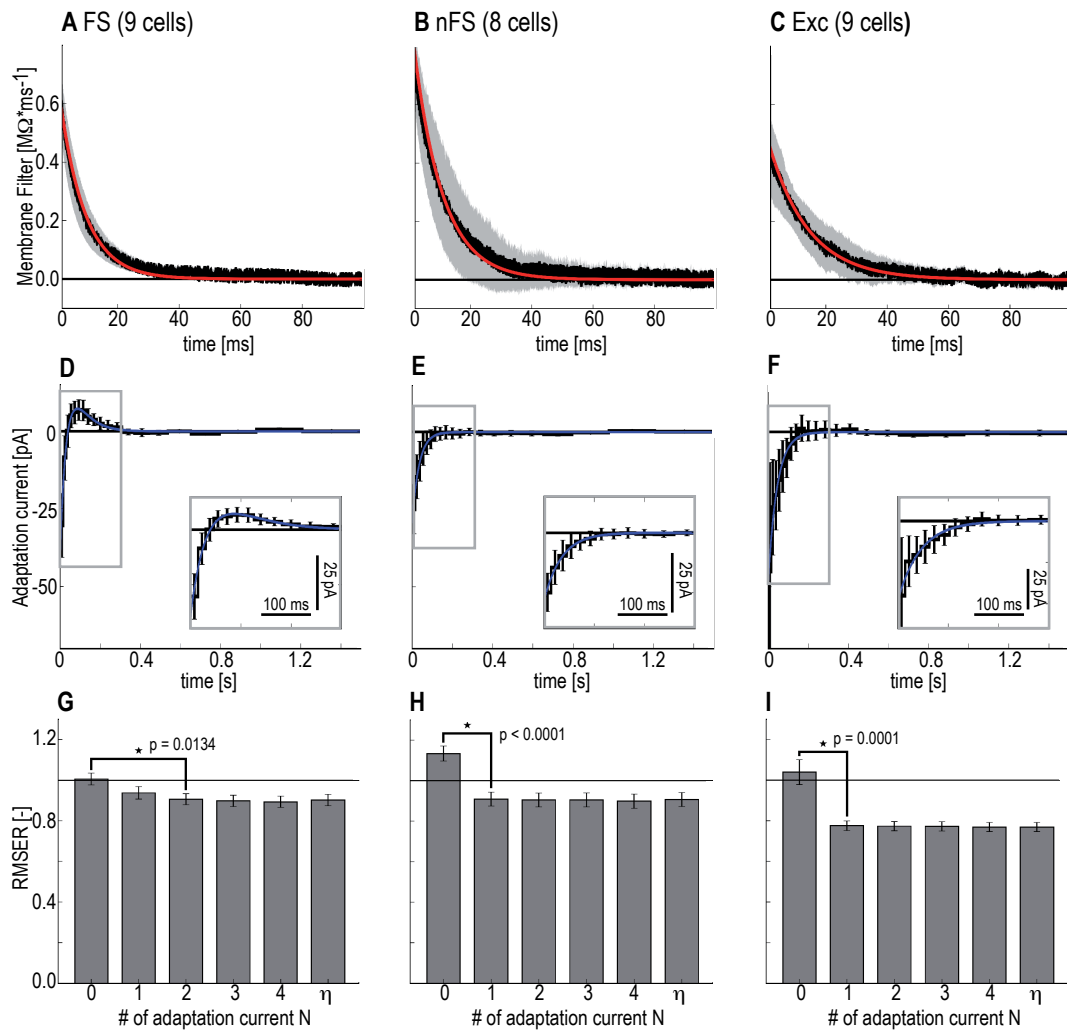 A FS (9 cells)
B nFS (8 cells)
C Exc (9 cells)
Membrane Filter [MΩ*ms-1]
0.6
0.4
0.2
0.0
0 20 40 60 80
time [ms]
0 20 40 60 80
time [ms]
0 20 40 60 80
time [ms]
D
E
F
Adaptation current [pA]
0
-25
-50
100 ms
25 pA
100 ms
25 pA
100 ms
25 pA
0 0.4 0.8 1.2
time [s]
0 0.4 0.8 1.2
time [s]
0 0.4 0.8 1.2
time [s]
G
H
I
RMSER [-]
1.2
0.8
0.4
0.0
★ p = 0.0134
★ p < 0.0001
★ p = 0.0001
0 1 2 3 4 η
# of adaptation current N
0 1 2 3 4 η
# of adaptation current N
0 1 2 3 4 η
# of adaptation current N